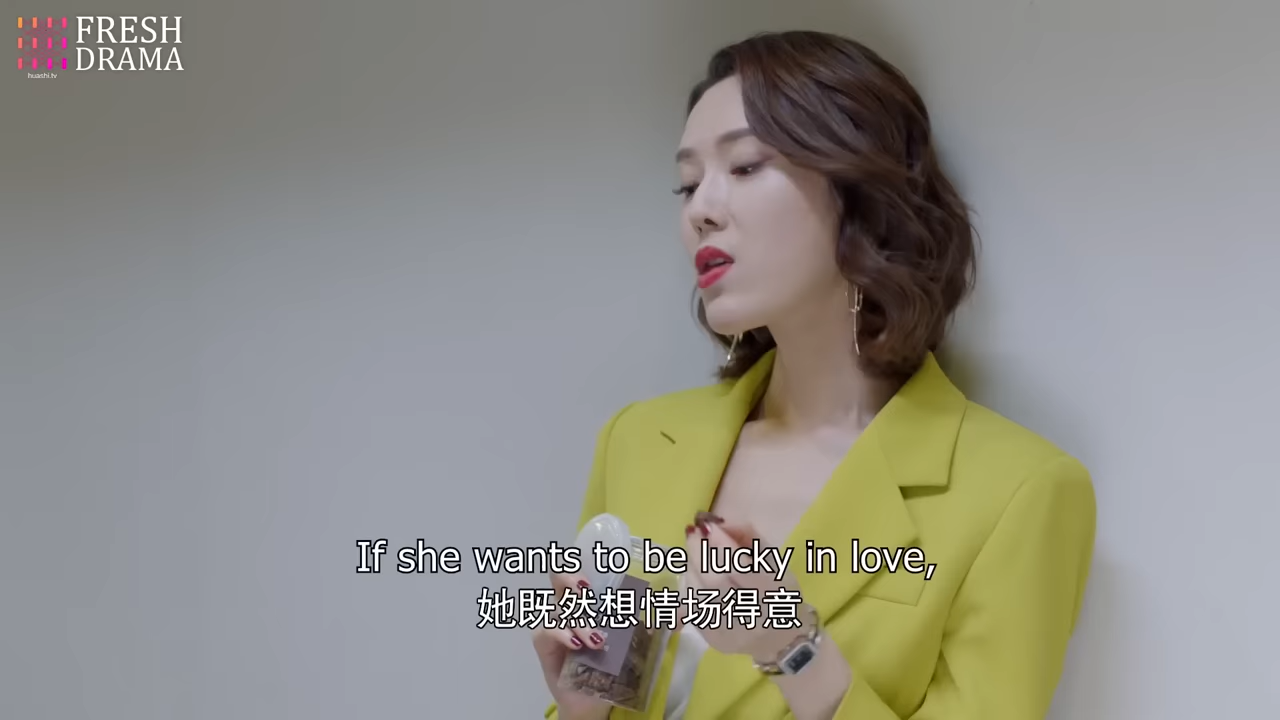 FRESH
DRAMA
huashi.tv
If she wants to be lucky in love,
她既然想情场得意